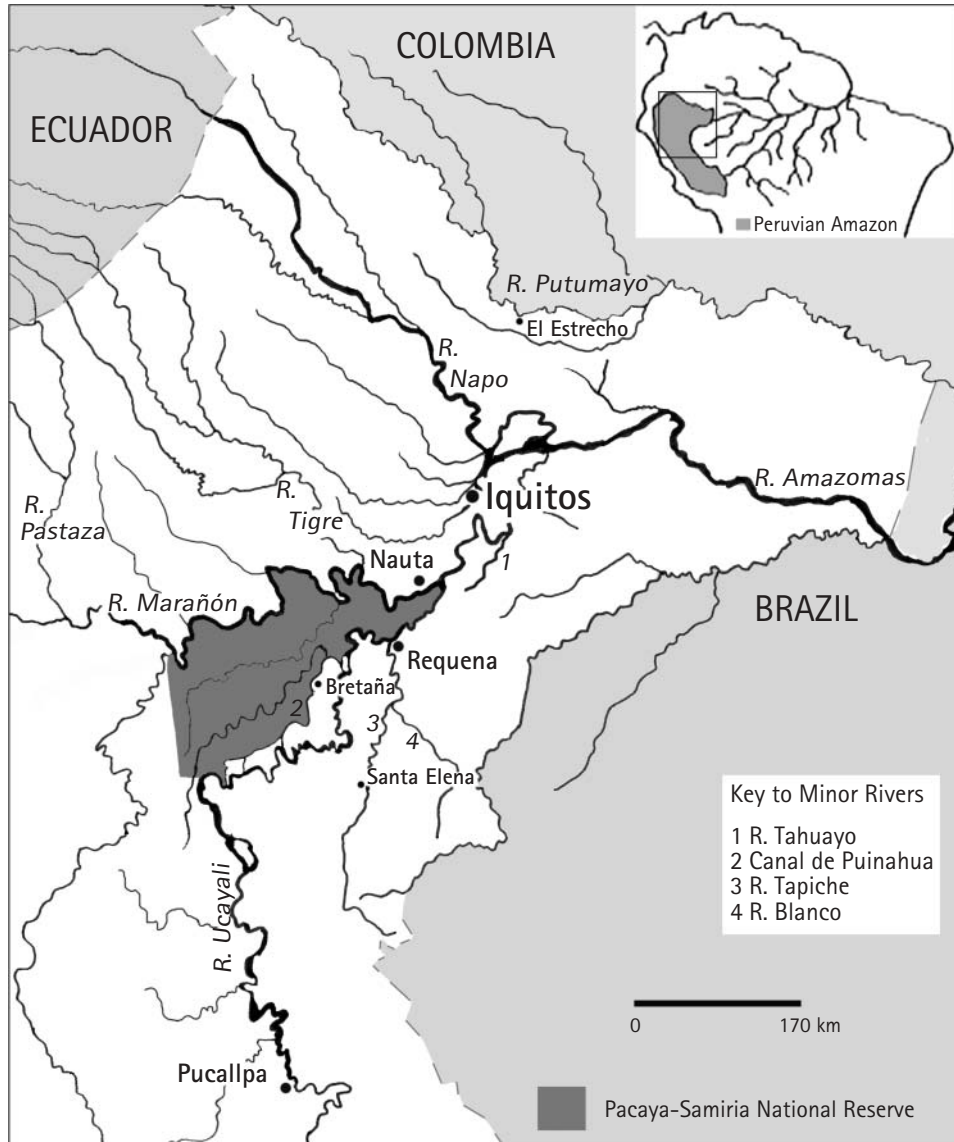 COLOMBIA
ECUADOR
Peruvian Amazon
R. Putumayo
El Estrecho
R.
Napo
R. Amazomas
Iquitos
R.
Tigre
R.
Pastaza
Nauta
1
R. Marañón
BRAZIL
Requena
Bretaña
2
3
4
Santa Elena
Key to Minor Rivers
1 R. Tahuayo
2 Canal de Puinahua
3 R. Tapiche
4 R. Blanco
R. Ucayali
0 170 km
Pucallpa
Pacaya-Samiria National Reserve